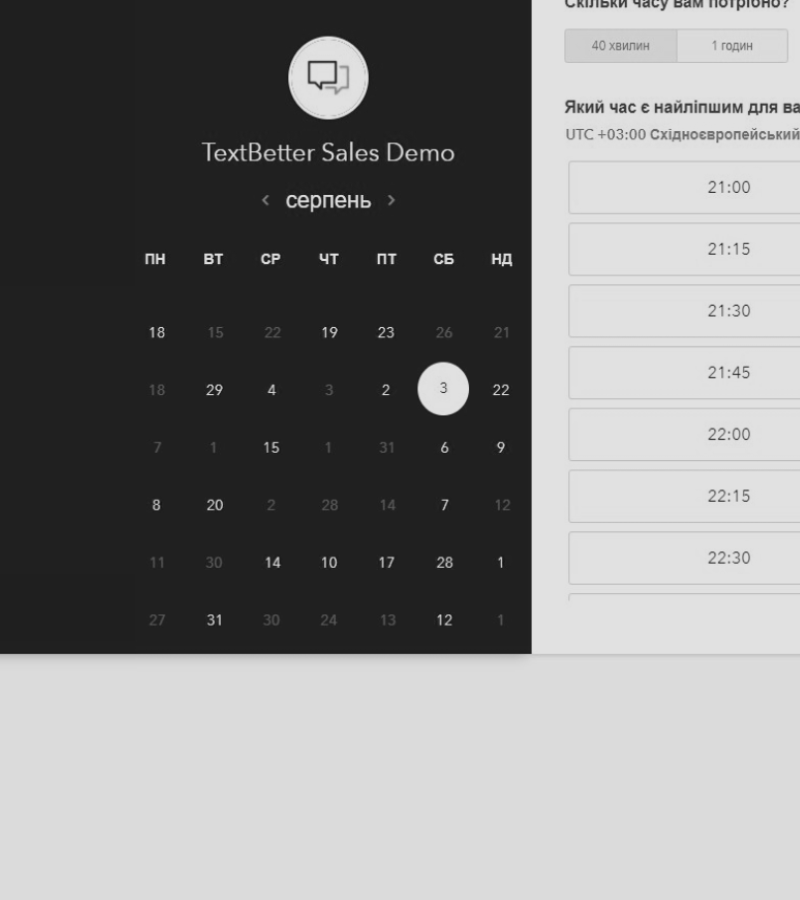 TextBetter Sales Demo
‹ серпень ›
ПН ВТ СР ЧТ ПТ СБ НД
18 15 22 19 23 26 21
18 29 4 3 2 3 22
7 1 15 1 31 6 9
8 20 2 28 14 7 12
11 30 14 10 17 28 1
27 31 30 24 13 12 1
Скільки часу вам потрібно?
40 хвилин 1 годин
Який час є найліпшим для ва
UTC +03:00 Східноєвропейський
21:00
21:15
21:30
21:45
22:00
22:15
22:30